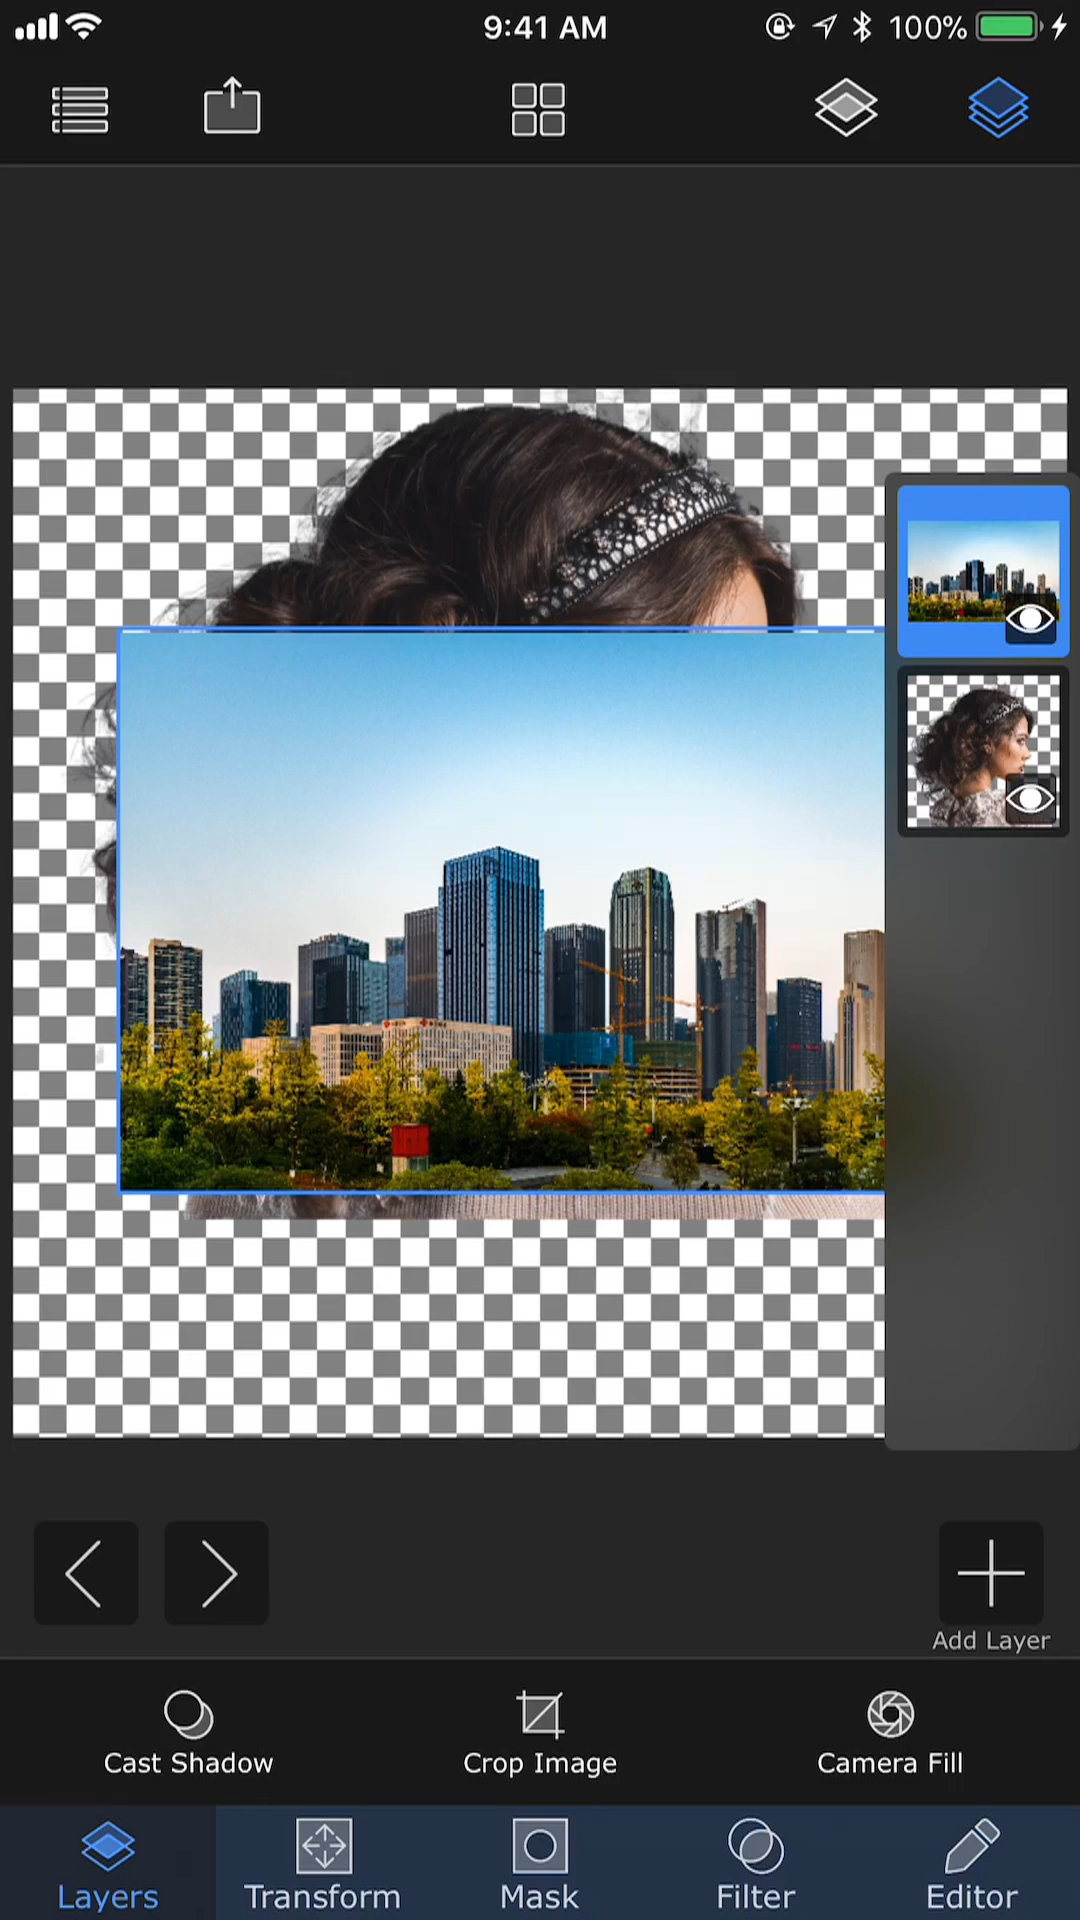 9:41 AM
100%
Add Layer
Cast Shadow
Crop Image
Camera Fill
Layers
Transform
Mask
Filter
Editor